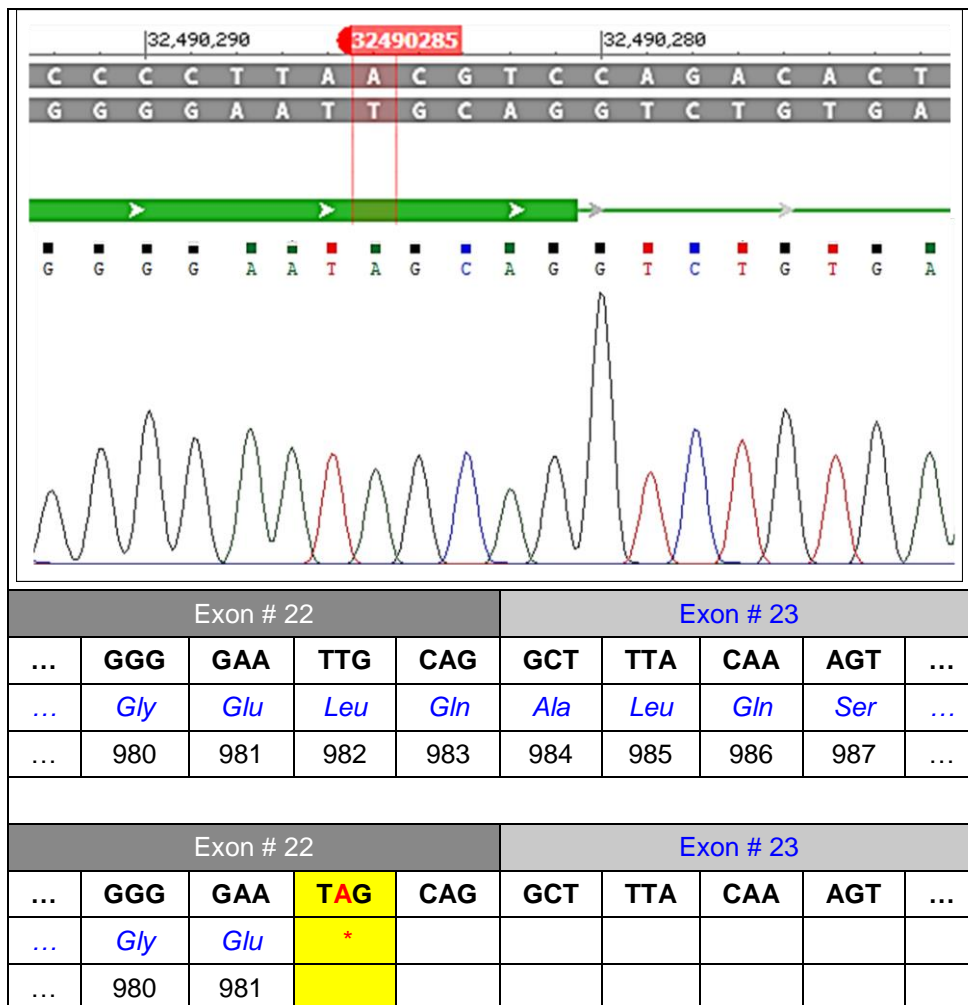 32,490,290 32490285 32,490,280
C C C C T T A A C G T C C A G A C A C T
G G G G A A T T G C A G G T C T G T G A
G G G G A A T A G C A G G T C T G T G A
Exon # 22 Exon # 23
... GGG GAA TTG CAG GCT TTA CAA AGT ...
... Gly Glu Leu Gln Ala Leu Gln Ser ...
... 980 981 982 983 984 985 986 987 ...
Exon # 22 Exon # 23
... GGG GAA TAG CAG GCT TTA CAA AGT ...
... Gly Glu *
... 980 981